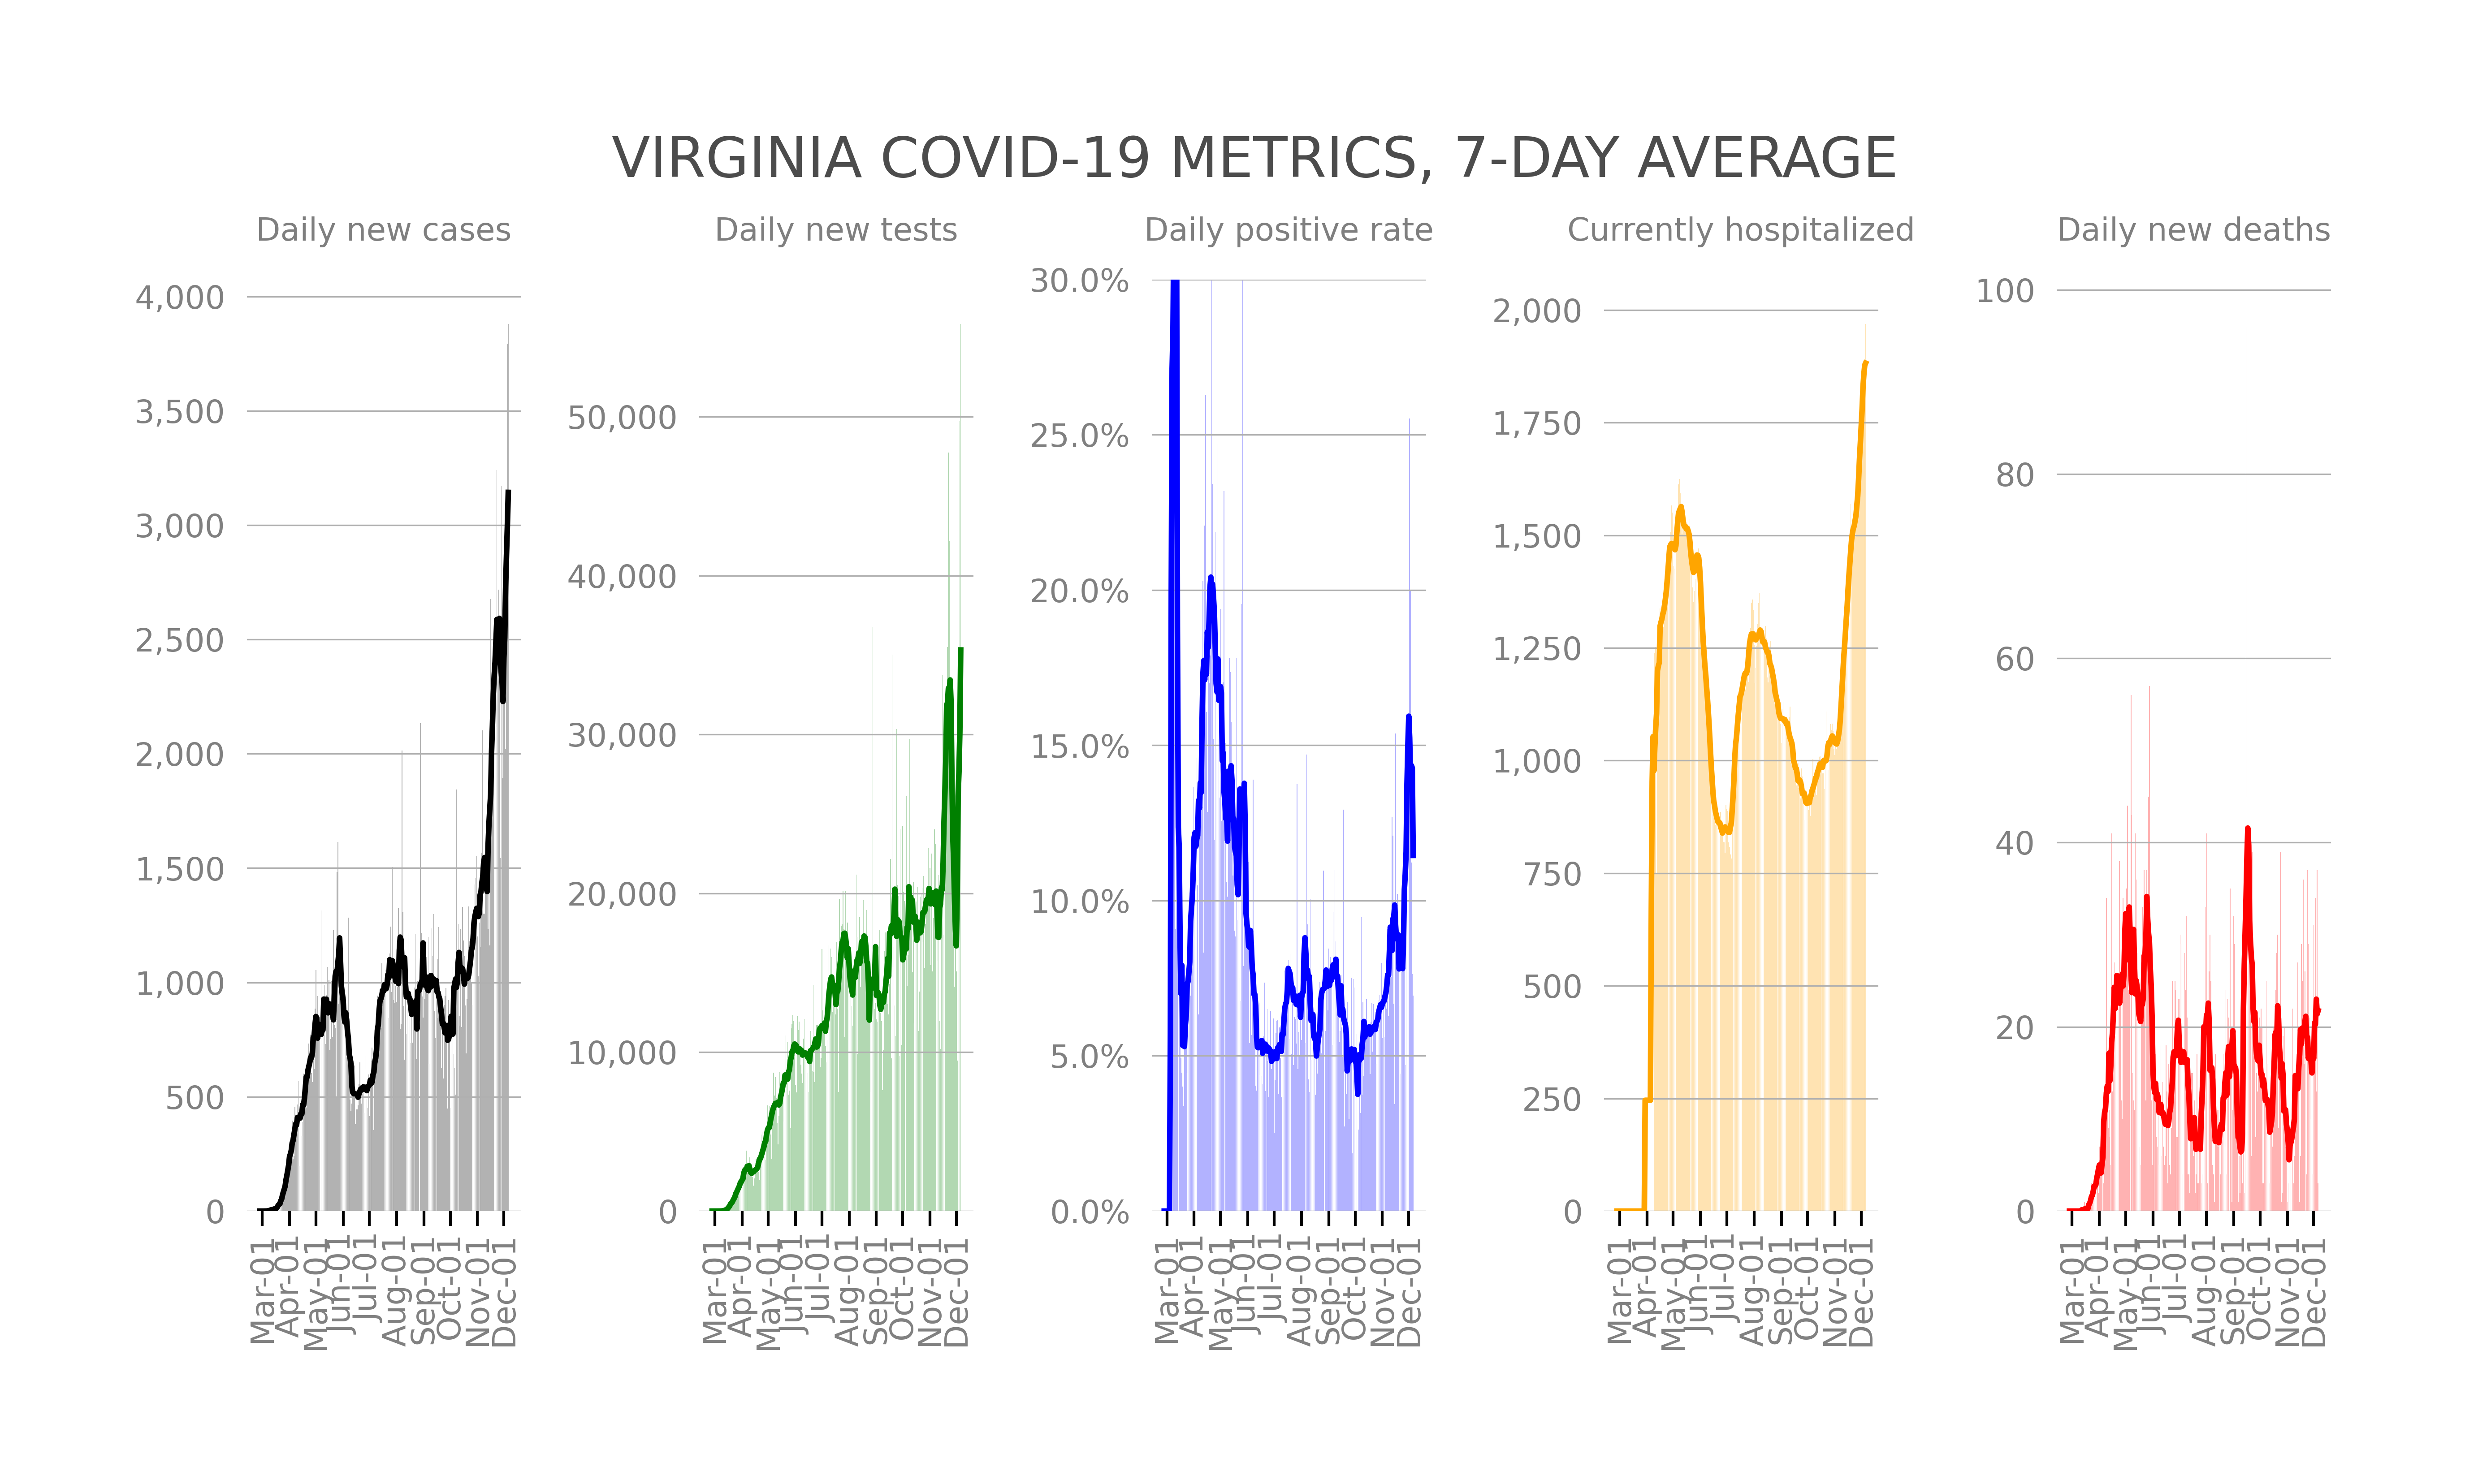 VIRGINIA COVID-19 METRICS, 7-DAY AVERAGE
Daily new cases
4,000
3,500
3,000
2,500
2,000
1,500
1,000
500
0
Mar-01
Apr-01
May-01
Jun-01
Jul-01
Aug-01
Sep-01
Oct-01
Nov-01
Dec-01
Daily new tests
50,000
40,000
30,000
20,000
10,000
0
Mar-01
Apr-01
May-01
Jun-01
Jul-01
Aug-01
Sep-01
Oct-01
Nov-01
Dec-01
Daily positive rate
30.0%
25.0%
20.0%
15.0%
10.0%
5.0%
0.0%
Mar-01
Apr-01
May-01
Jun-01
Jul-01
Aug-01
Sep-01
Oct-01
Nov-01
Dec-01
Currently hospitalized
2,000
1,750
1,500
1,250
1,000
750
500
250
0
Mar-01
Apr-01
May-01
Jun-01
Jul-01
Aug-01
Sep-01
Oct-01
Nov-01
Dec-01
Daily new deaths
100
80
60
40
20
0
Mar-01
Apr-01
May-01
Jun-01
Jul-01
Aug-01
Sep-01
Oct-01
Nov-01
Dec-01